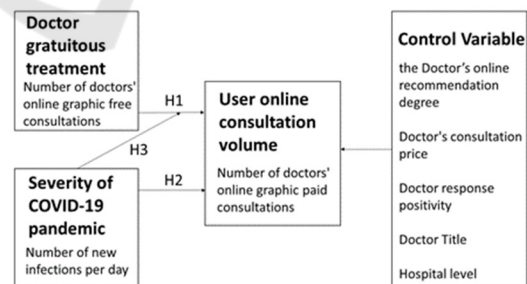 Doctor
gratuitous
treatment
Number of doctors'
online graphic free
consultations
H1
H3
Severity of
COVID-19
pandemic
Number of new
infections per day
H2
User online
consultation
volume
Number of doctors'
online graphic paid
consultations
Control Variable
the Doctor's online
recommendation
degree
Doctor's consultation
price
Doctor response
positivity
Doctor Title
Hospital level